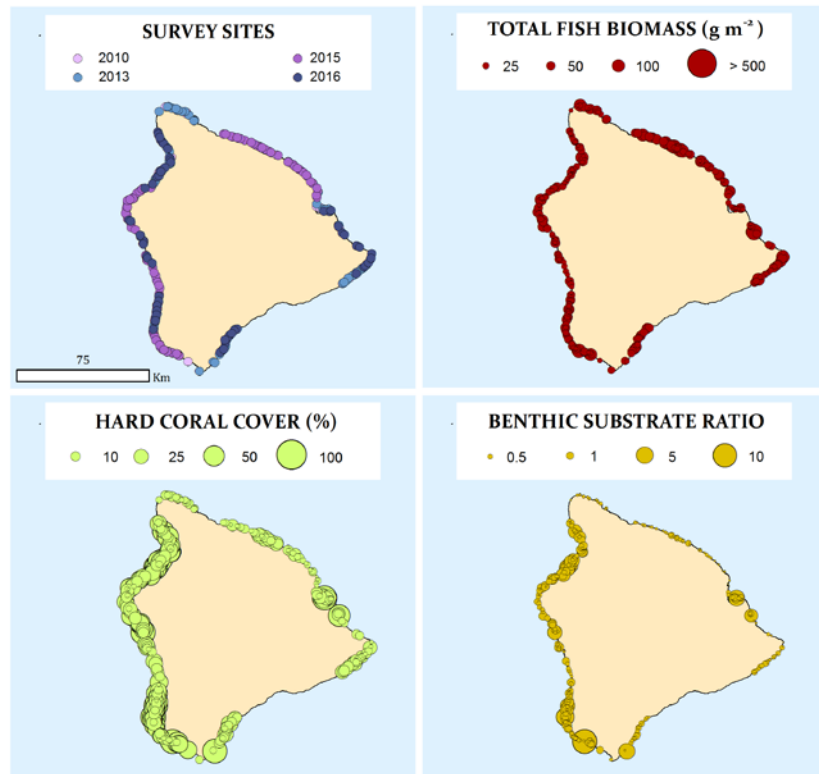 SURVEY SITES
2010 2015
2013 2016
75
Km
TOTAL FISH BIOMASS (g m⁻²)
25 50 100 > 500
HARD CORAL COVER (%)
10 25 50 100
BENTHIC SUBSTRATE RATIO
0.5 1 5 10